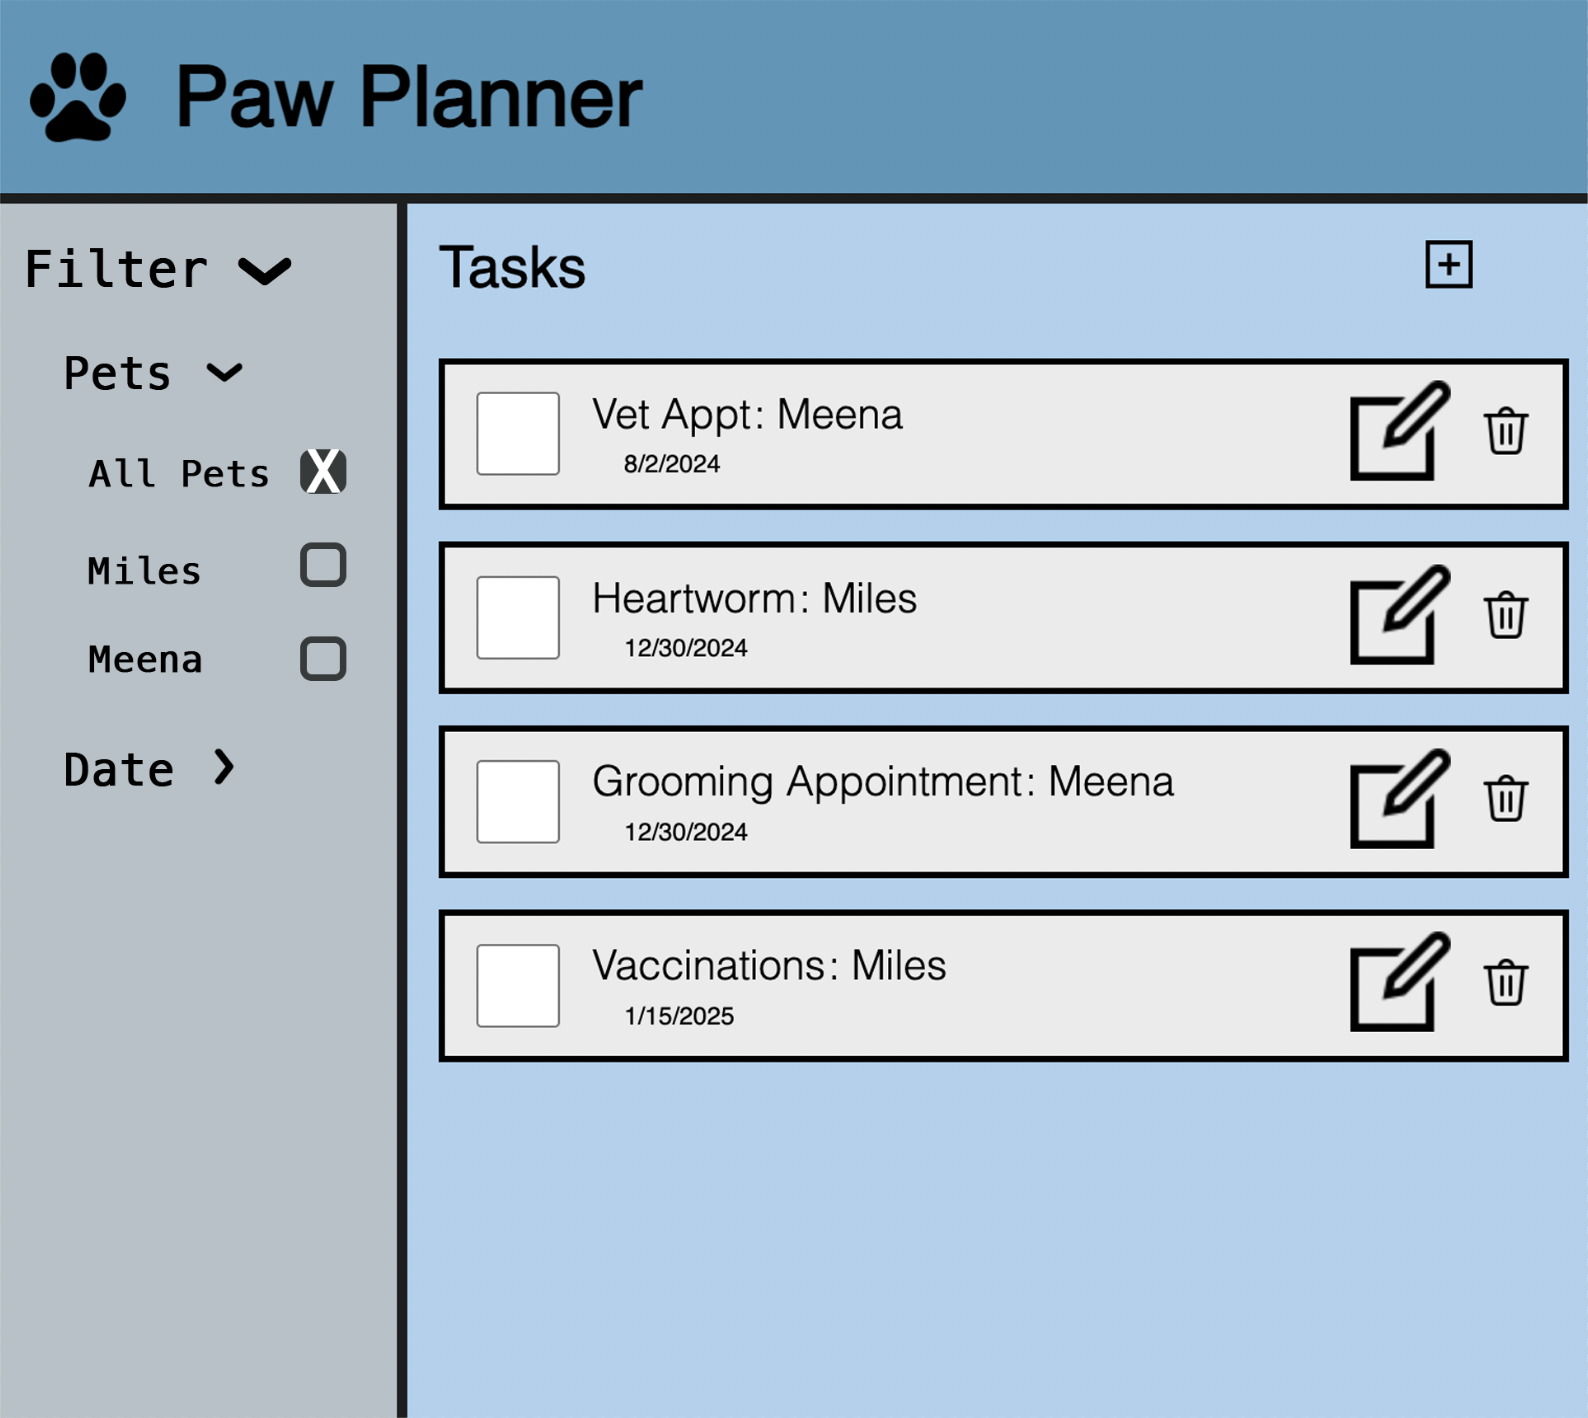 Paw Planner
Filter
Pets
All Pets X
Miles
Meena
Date
Tasks
Vet Appt: Meena
8/2/2024
Heartworm: Miles
12/30/2024
Grooming Appointment: Meena
12/30/2024
Vaccinations: Miles
1/15/2025